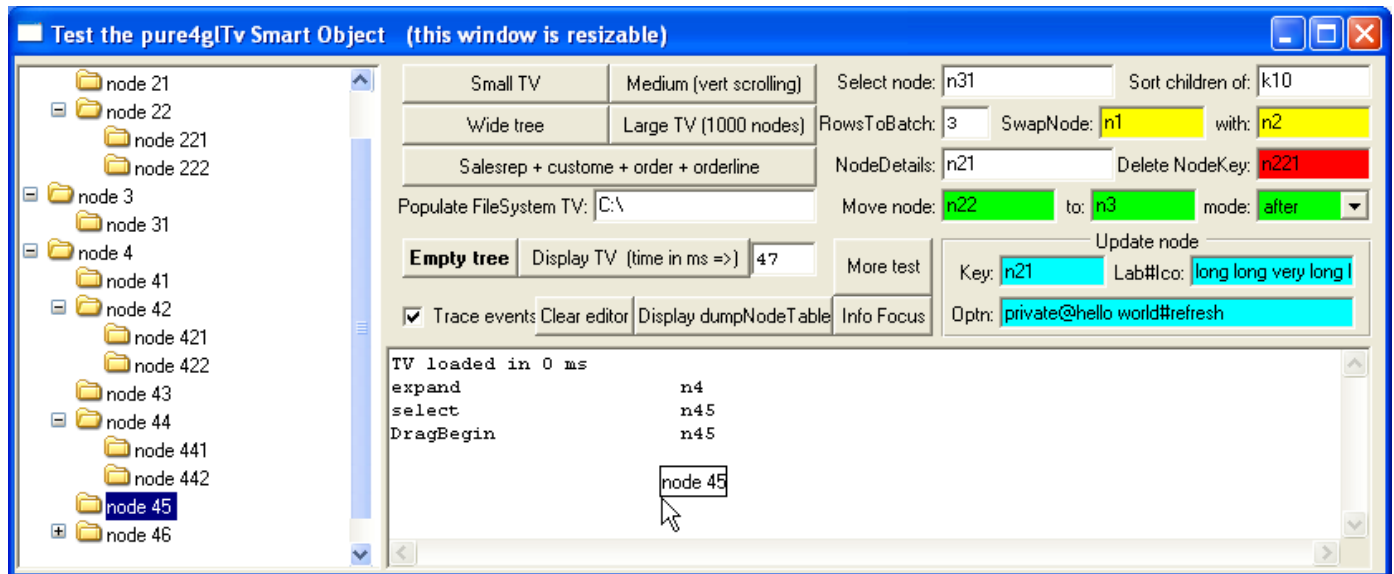 Test the pure4glTv Smart Object (this window is resizable)
node 21
node 22
node 221
node 222
node 3
node 31
node 4
node 41
node 42
node 421
node 422
node 43
node 44
node 441
node 442
node 45
node 46
Small TV Medium (vert scrolling) Select node: n31 Sort children of: k10
Wide tree Large TV (1000 nodes) RowsToBatch: 3 SwapNode: n1 with: n2
Salesrep + custome + order + orderline NodeDetails: n21 Delete NodeKey: n221
Populate FileSystem TV: C:\ Move node: n22 to: n3 mode: after
Empty tree Display TV (time in ms =>) 47 More test
Update node
Key: n21 Lab#Ico: long long very long l
Trace events Clear editor Display dumpNodeTable Info Focus
Optn: private@hello world#refresh
TV loaded in 0 ms
expand n4
select n45
DragBegin n45
node 45